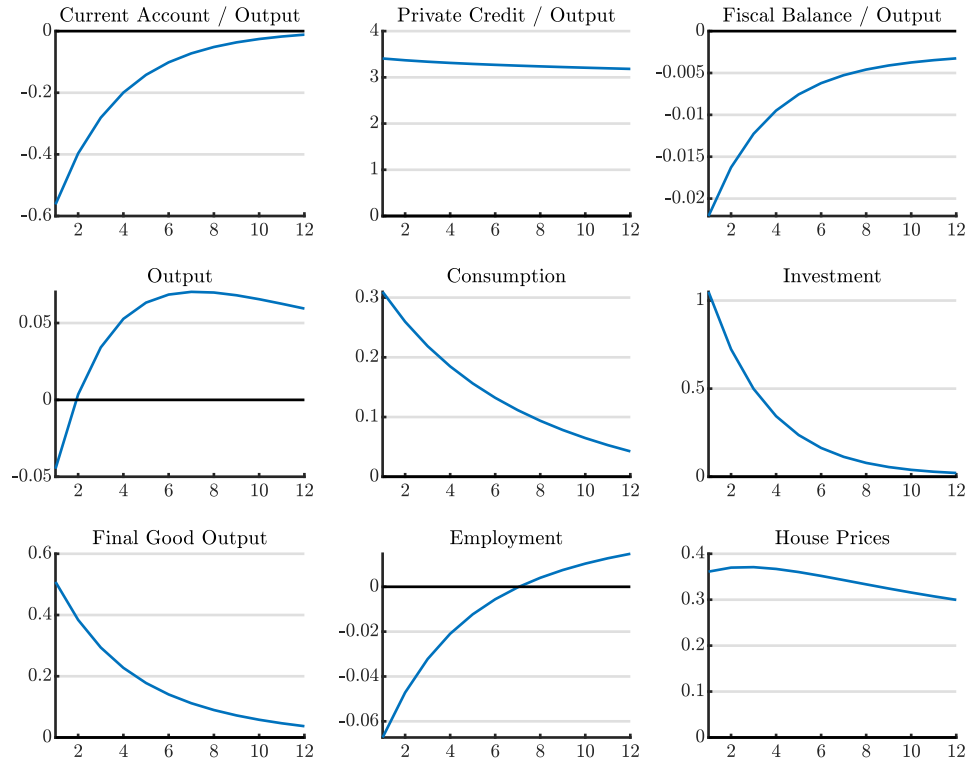 Current Account / Output
0
-0.2
-0.4
-0.6
2 4 6 8 10 12
Private Credit / Output
4
3
2
1
0
2 4 6 8 10 12
Fiscal Balance / Output
0
-0.005
-0.01
-0.015
-0.02
2 4 6 8 10 12
Output
0.05
0
-0.05
2 4 6 8 10 12
Consumption
0.3
0.2
0.1
0
2 4 6 8 10 12
Investment
1
0.5
0
2 4 6 8 10 12
Final Good Output
0.6
0.4
0.2
0
2 4 6 8 10 12
Employment
0
-0.02
-0.04
-0.06
2 4 6 8 10 12
House Prices
0.4
0.3
0.2
0.1
0
2 4 6 8 10 12